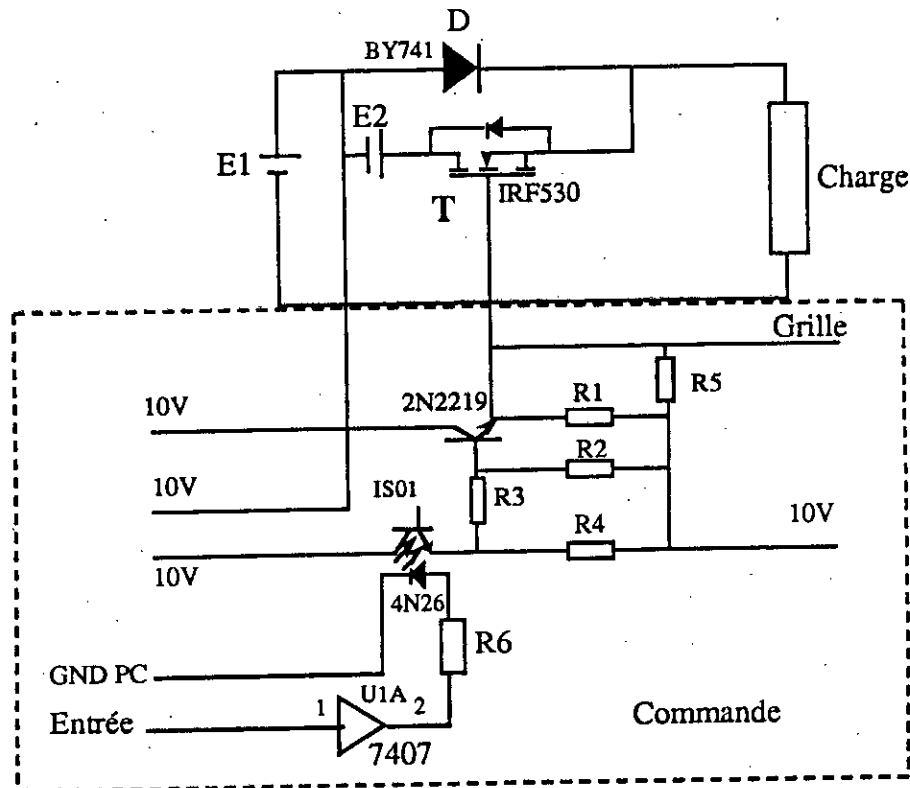 D
BY741
E2
E1
T
IRF530
Charge
Grille
R5
2N2219
R1
10V
R2
10V
IS01
R3
R4
10V
10V
4N26
R6
GND PC
U1A
Entrée
1
2
7407
Commande